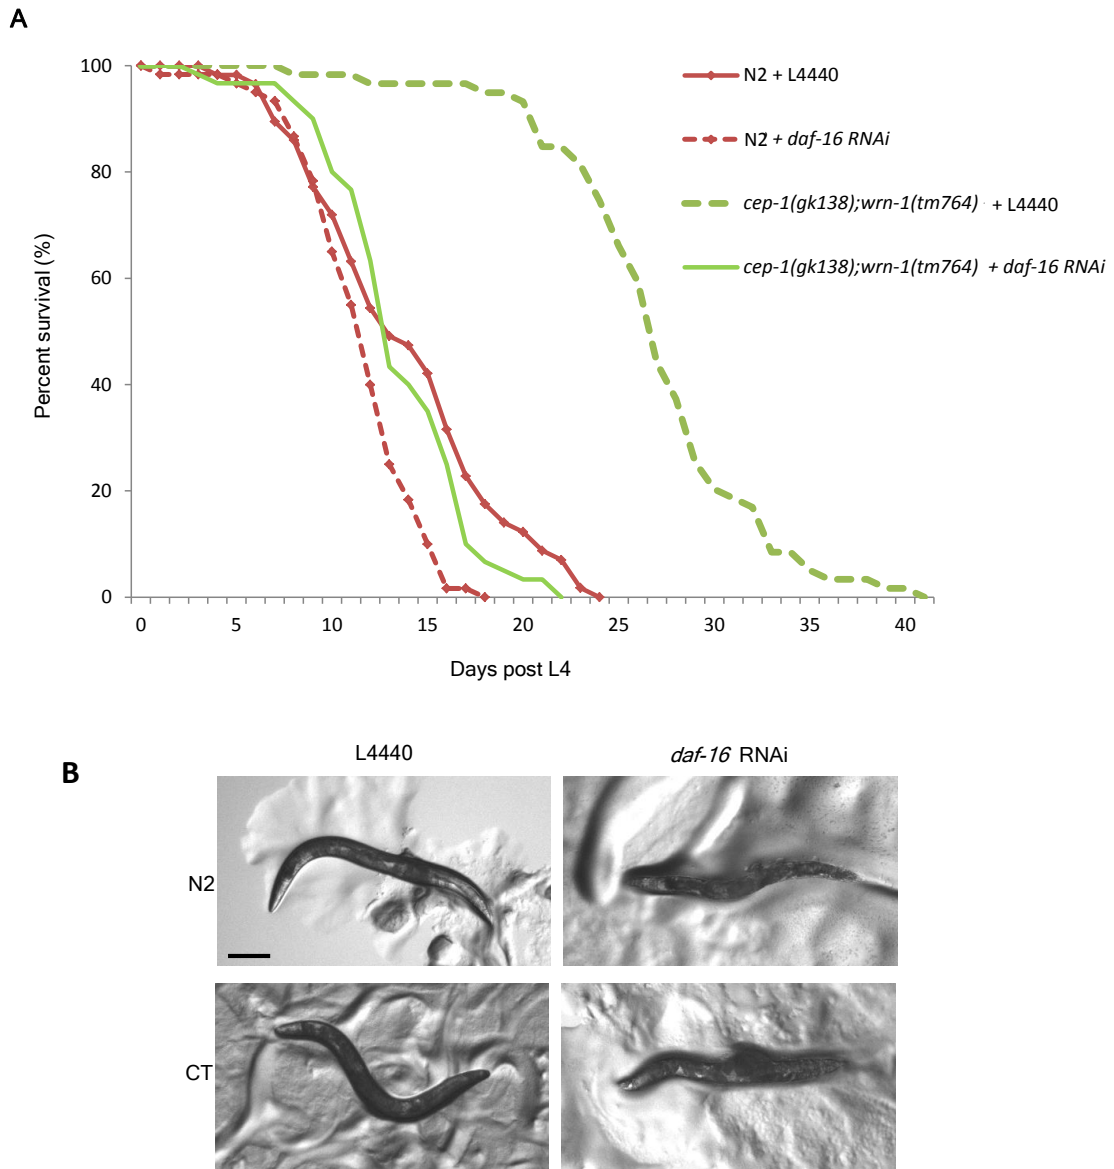 A
100
80
60
40
20
0
Percent survival (%)
0 5 10 15 20 25 30 35 40
Days post L4
N2 + L4440
N2 + daf-16 RNAi
cep-1(gk138);wrn-1(tm764) + L4440
cep-1(gk138);wrn-1(tm764) + daf-16 RNAi
B
L4440 daf-16 RNAi
N2
CT